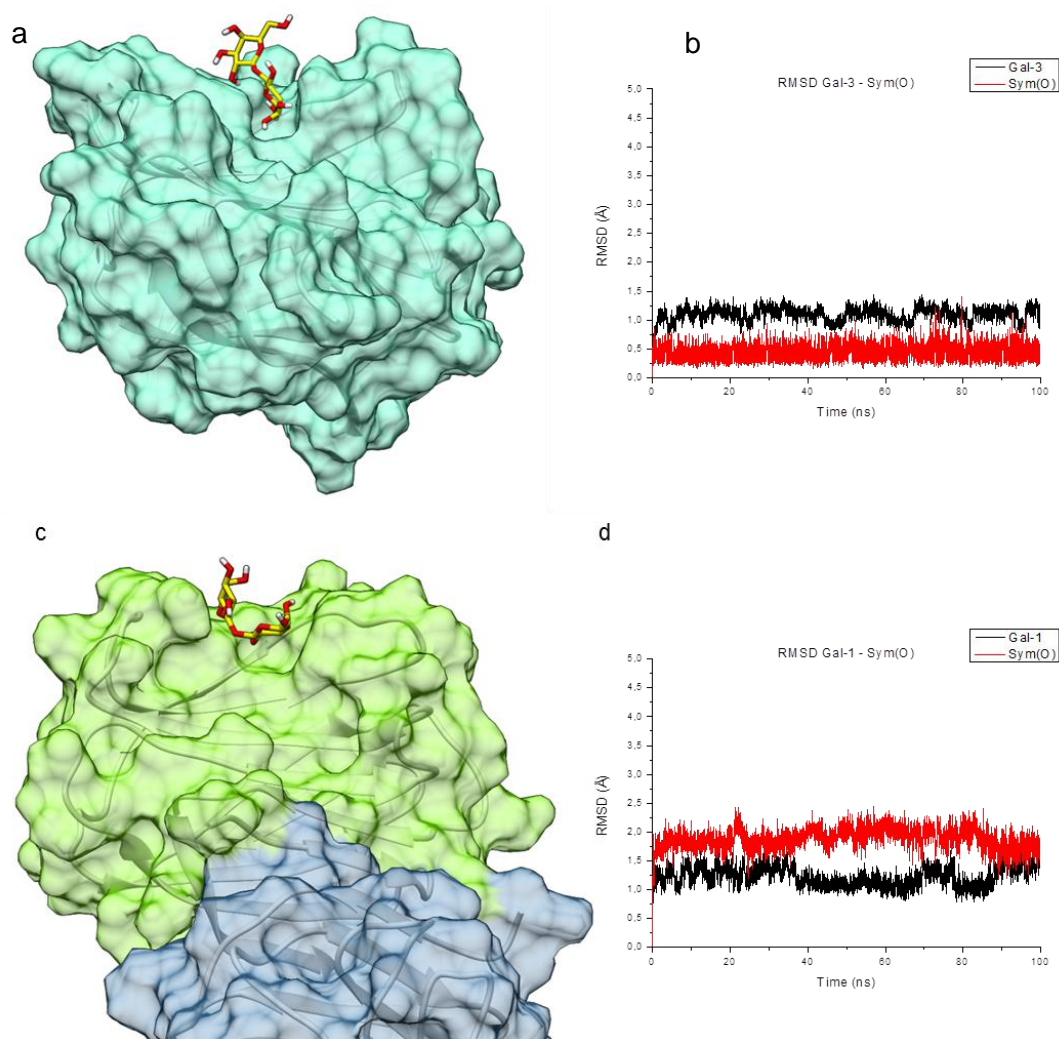 a
b
RMSD Gal-3 - Sym(O)
Gal-3
Sym(O)
5,0
4,5
4,0
3,5
3,0
2,5
2,0
1,5
1,0
0,5
0,0
RMSD (Å)
0 20 40 60 80 100
Time (ns)
c
d
RMSD Gal-1 - Sym(O)
Gal-1
Sym(O)
5,0
4,5
4,0
3,5
3,0
2,5
2,0
1,5
1,0
0,5
0,0
RMSD (Å)
0 20 40 60 80 100
Time (ns)